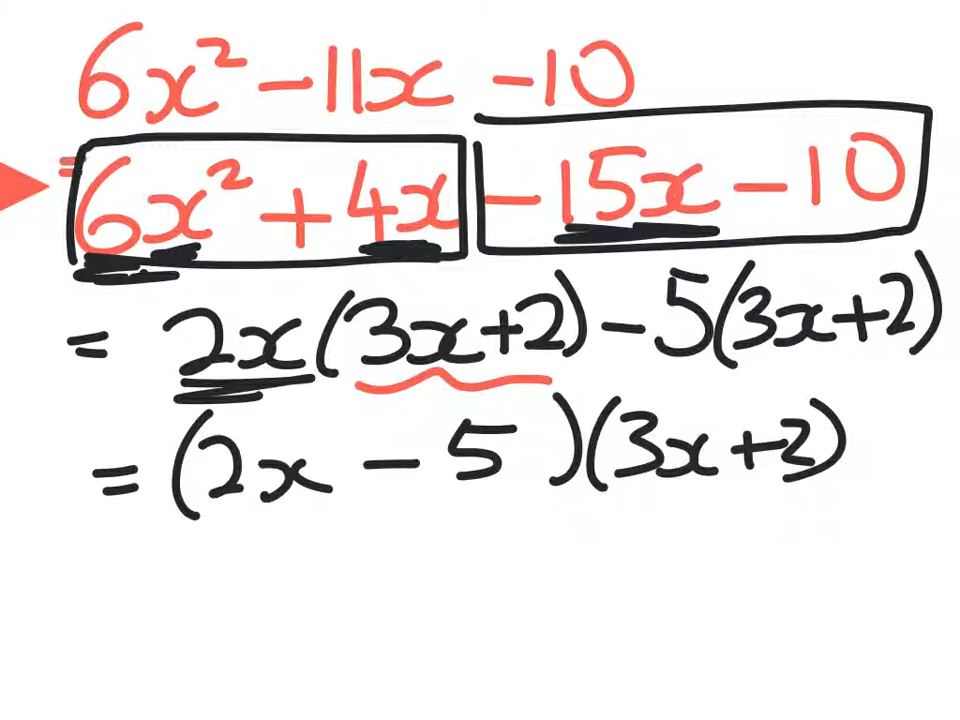 6x² - 11x - 10
= 6x² + 4x - 15x - 10
= 2x(3x+2) - 5(3x+2)
= (2x - 5)(3x+2)